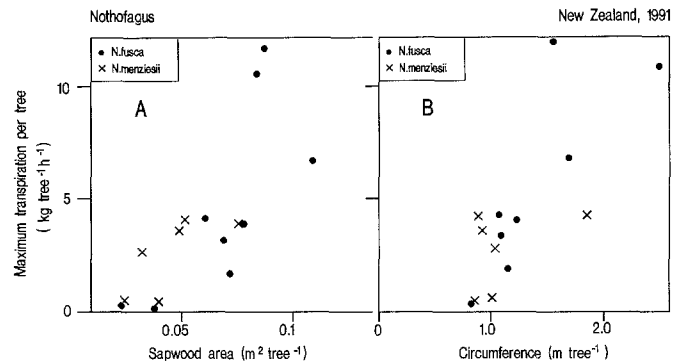 Nothofagus
New Zealand, 1991
• N.fusca
× N.menziesii
A
• N.fusca
× N.menziesii
B
Maximum transpiration per tree
( kg tree⁻¹ h⁻¹ )
10
5
0
0.05
0.1
0
1.0
2.0
Sapwood area (m² tree⁻¹)
Circumference (m tree⁻¹)